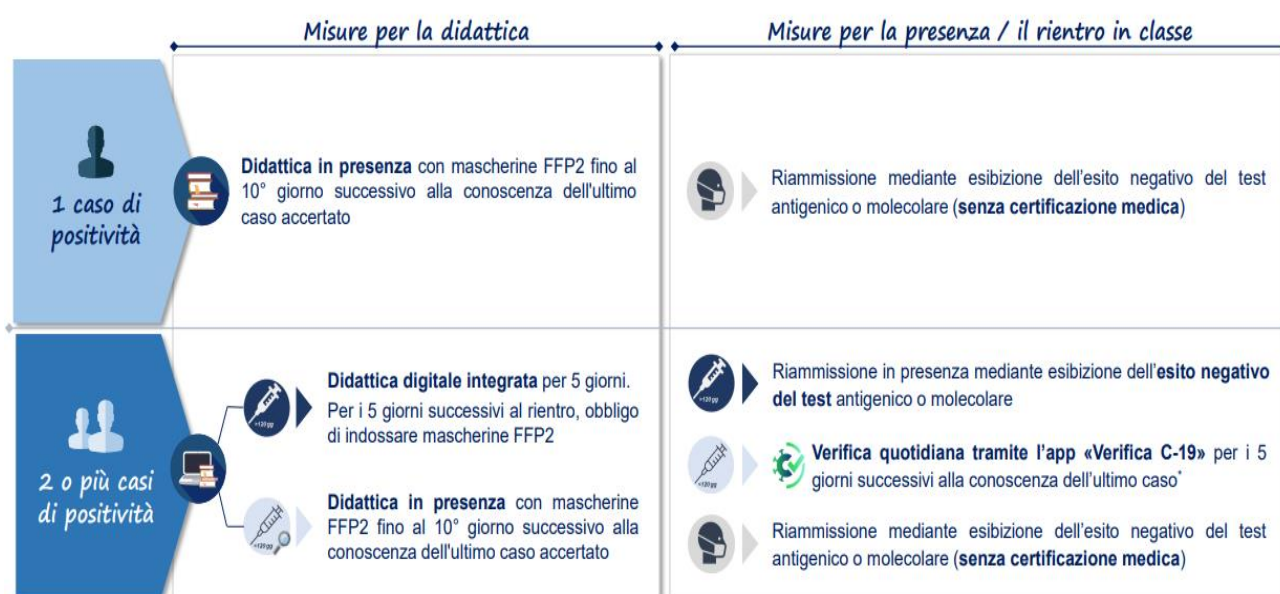 Misure per la didattica
Misure per la presenza / il rientro in classe
1 caso di
positività
Didattica in presenza con mascherine FFP2 fino al
10° giorno successivo alla conoscenza dell'ultimo
caso accertato
Riammissione mediante esibizione dell'esito negativo del test
antigenico o molecolare (senza certificazione medica)
2 o più casi
di positività
Didattica digitale integrata per 5 giorni.
Per i 5 giorni successivi al rientro, obbligo
di indossare mascherine FFP2
Didattica in presenza con mascherine
FFP2 fino al 10° giorno successivo alla
conoscenza dell'ultimo caso accertato
Riammissione in presenza mediante esibizione dell'esito negativo
del test antigenico o molecolare
Verifica quotidiana tramite l'app «Verifica C-19» per i 5
giorni successivi alla conoscenza dell'ultimo caso*
Riammissione mediante esibizione dell'esito negativo del test
antigenico o molecolare (senza certificazione medica)